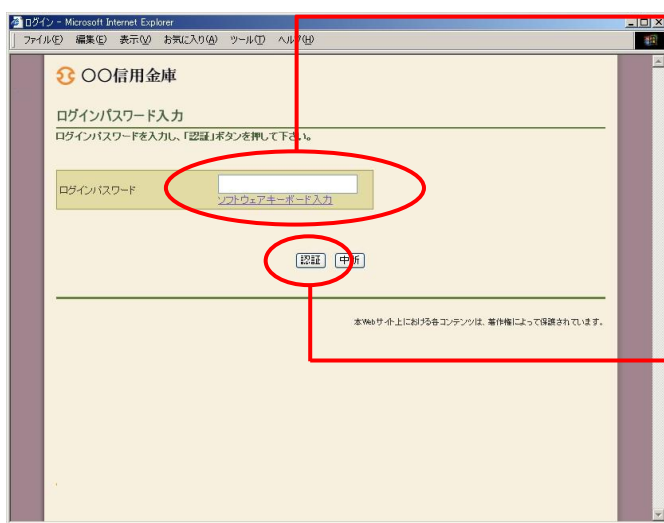 ログイン - Microsoft Internet Explorer
ファイル(F) 編集(E) 表示(V) お気に入り(A) ツール(T) ヘルプ(H)
〇〇信用金庫
ログインパスワード入力
ログインパスワードを入力し、「認証」ボタンを押して下さい。
ログインパスワード
ソフトウェアキーボード入力
認証 中断
本Webサイト上における各コンテンツは、著作権によって保護されています。